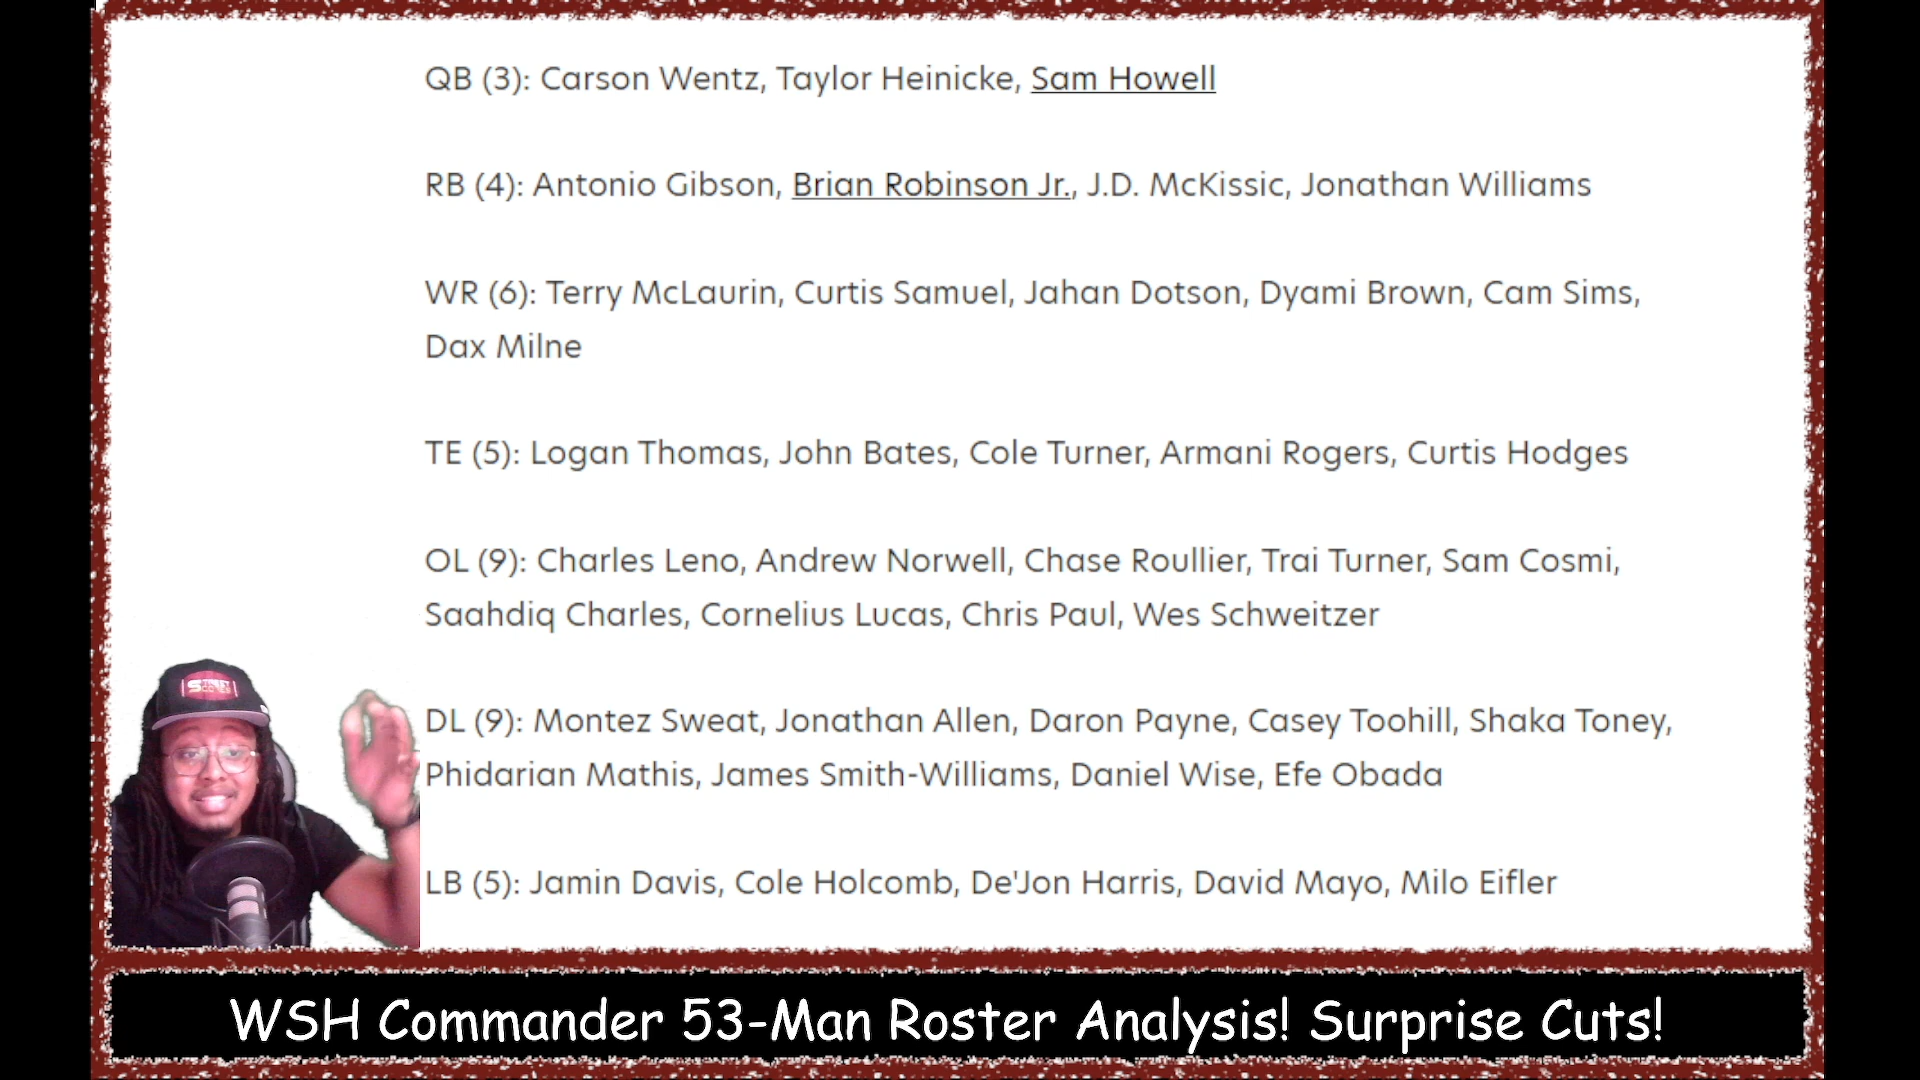 QB (3): Carson Wentz, Taylor Heinicke, Sam Howell
RB (4): Antonio Gibson, Brian Robinson Jr., J.D. McKissic, Jonathan Williams
WR (6): Terry McLaurin, Curtis Samuel, Jahan Dotson, Dyami Brown, Cam Sims,
Dax Milne
TE (5): Logan Thomas, John Bates, Cole Turner, Armani Rogers, Curtis Hodges
OL (9): Charles Leno, Andrew Norwell, Chase Roullier, Trai Turner, Sam Cosmi,
Saahdiq Charles, Cornelius Lucas, Chris Paul, Wes Schweitzer
DL (9): Montez Sweat, Jonathan Allen, Daron Payne, Casey Toohill, Shaka Toney,
Phidarian Mathis, James Smith-Williams, Daniel Wise, Efe Obada
LB (5): Jamin Davis, Cole Holcomb, De'Jon Harris, David Mayo, Milo Eifler
WSH Commander 53-Man Roster Analysis! Surprise Cuts!